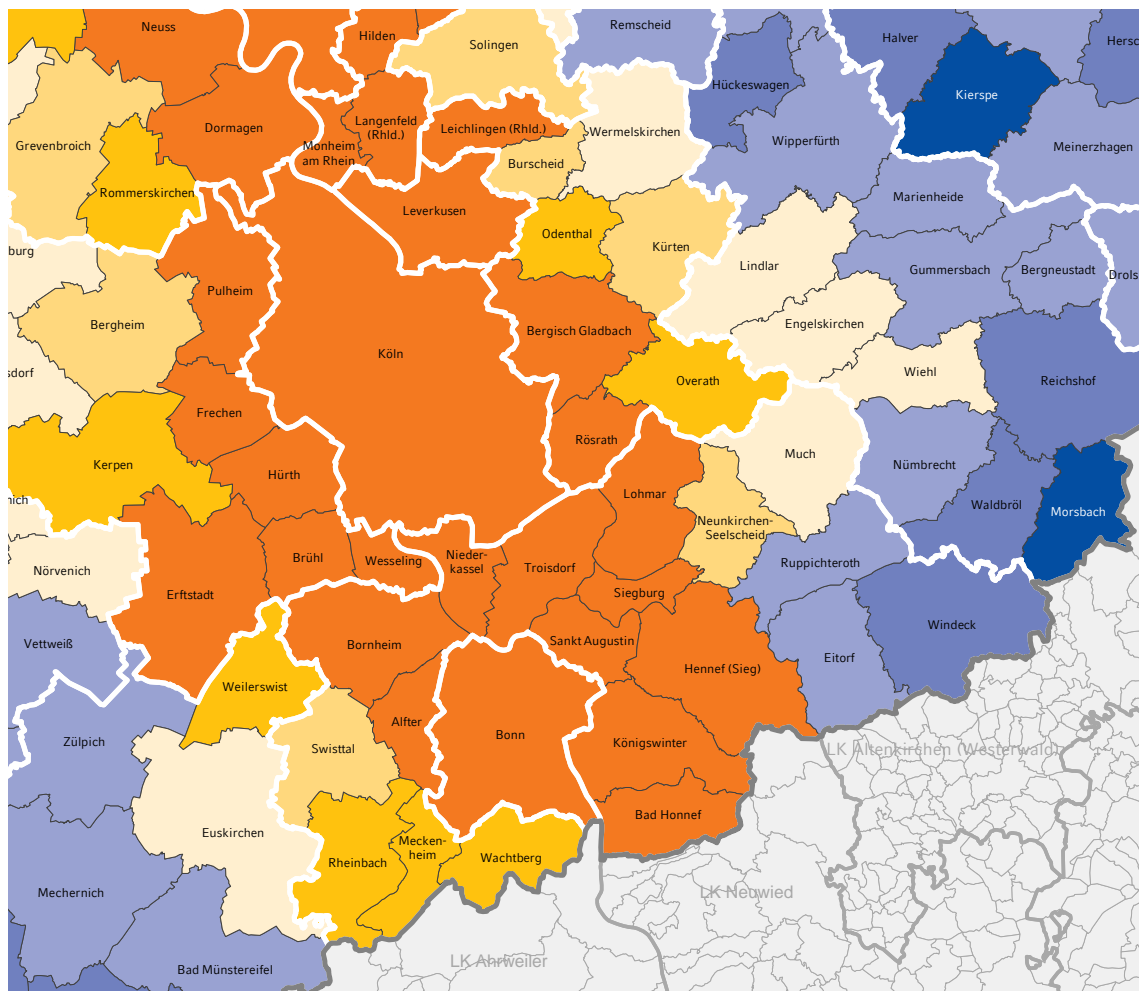 Neuss
Hilden
Solingen
Remscheid
Halver
Hersc
Kierspe
Hückeswagen
Dormagen
Langenfeld
(Rhld.)
Leichlingen (Rhld.)
Wermelskirchen
Wipperfürth
Meinerzhagen
Grevenbroich
Monheim
am Rhein
Burscheid
Rommerskirchen
Marienheide
Leverkusen
Odenthal
Kürten
burg
Lindlar
Gummersbach
Bergneustadt
Drols
Pulheim
Bergheim
Bergisch Gladbach
Engelskirchen
Köln
sdorf
Overath
Wiehl
Reichshof
Frechen
Rösrath
Kerpen
Hürth
Much
Nümbrecht
Lohmar
nich
Waldbröl
Morsbach
Neunkirchen-
Seelscheid
Nörvenich
Brühl
Wesseling
Nieder-
kassel
Troisdorf
Ruppichteroth
Erftstadt
Siegburg
Windeck
Vettweiß
Bornheim
Sankt Augustin
Hennef (Sieg)
Eitorf
Weilerswist
Alfter
Bonn
Zülpich
Swisttal
Königswinter
LK Altenkirchen (Westerwald)
Bad Honnef
Euskirchen
Mecken-
heim
Rheinbach
Wachtberg
Mechernich
LK Neuwied
LK Ahrweiler
Bad Münstereifel